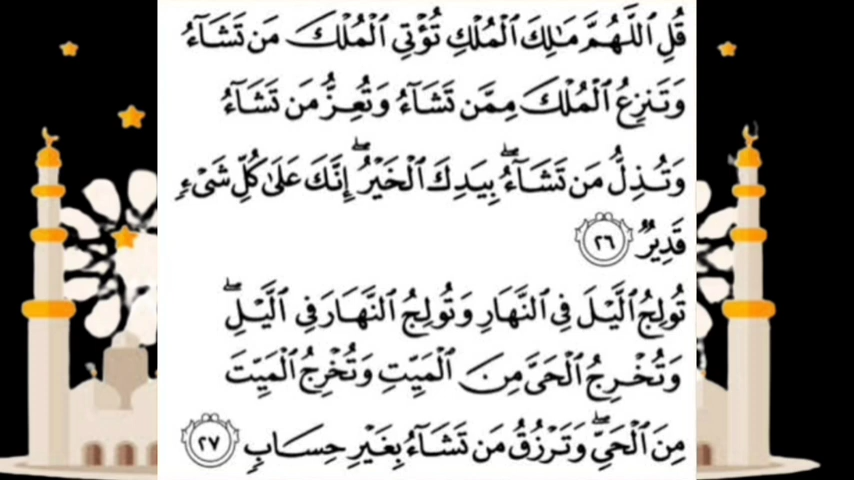 قُلِ ٱللَّهُمَّ مَٰلِكَ ٱلْمُلْكِ تُؤْتِى ٱلْمُلْكَ مَن تَشَآءُ
وَتَنزِعُ ٱلْمُلْكَ مِمَّن تَشَآءُ وَتُعِزُّ مَن تَشَآءُ
وَتُذِلُّ مَن تَشَآءُۖ بِيَدِكَ ٱلْخَيْرُۖ إِنَّكَ عَلَىٰ كُلِّ شَىْءٍ
قَدِيرٌ ٢٦
تُولِجُ ٱلَّيْلَ فِى ٱلنَّهَارِ وَتُولِجُ ٱلنَّهَارَ فِى ٱلَّيْلِۖ
وَتُخْرِجُ ٱلْحَىَّ مِنَ ٱلْمَيِّتِ وَتُخْرِجُ ٱلْمَيِّتَ
مِنَ ٱلْحَىِّۖ وَتَرْزُقُ مَن تَشَآءُ بِغَيْرِ حِسَابٍ ٢٧